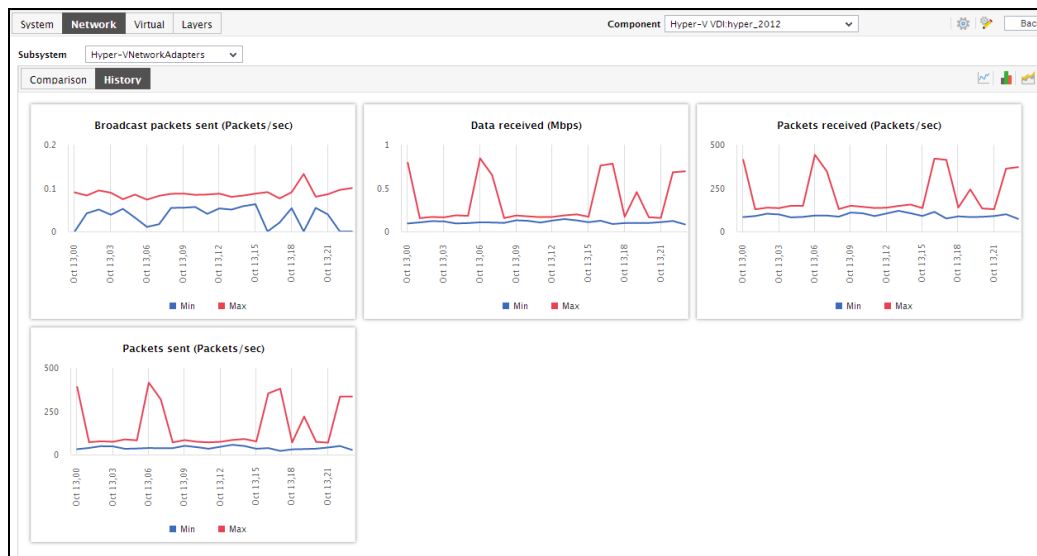 System Network Virtual Layers Component Hyper-V VDI:hyper_2012 Bac
Subsystem Hyper-VNetworkAdapters
Comparison History
Broadcast packets sent (Packets/sec)
0.2
0.1
0
Oct 13,00 Oct 13,03 Oct 13,06 Oct 13,09 Oct 13,12 Oct 13,15 Oct 13,18 Oct 13,21
Min Max
Data received (Mbps)
1
0.5
0
Oct 13,00 Oct 13,03 Oct 13,06 Oct 13,09 Oct 13,12 Oct 13,15 Oct 13,18 Oct 13,21
Min Max
Packets received (Packets/sec)
500
250
0
Oct 13,00 Oct 13,03 Oct 13,06 Oct 13,09 Oct 13,12 Oct 13,15 Oct 13,18 Oct 13,21
Min Max
Packets sent (Packets/sec)
500
250
0
Oct 13,00 Oct 13,03 Oct 13,06 Oct 13,09 Oct 13,12 Oct 13,15 Oct 13,18 Oct 13,21
Min Max